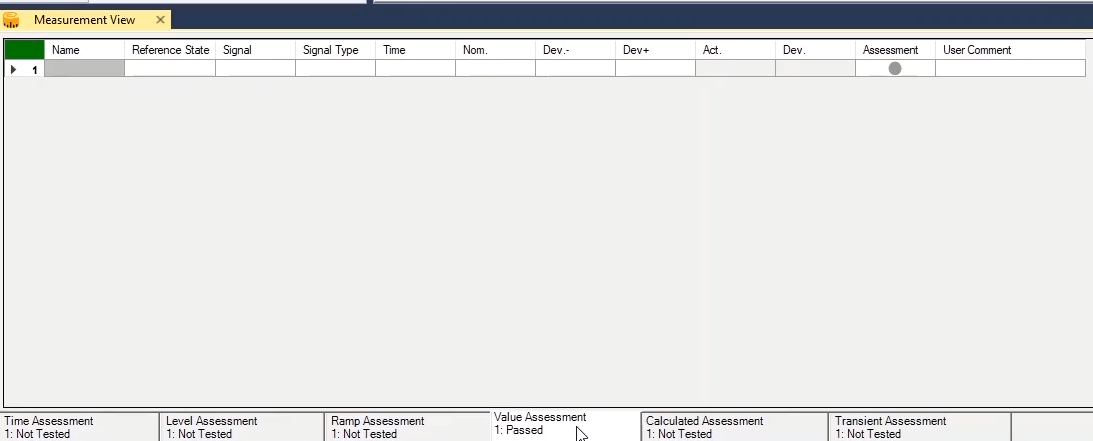 Measurement View
Name Reference State Signal Signal Type Time Nom. Dev.- Dev+ Act. Dev. Assessment User Comment
1
Time Assessment Level Assessment Ramp Assessment Value Assessment Calculated Assessment Transient Assessment
1: Not Tested 1: Not Tested 1: Not Tested 1: Passed 1: Not Tested 1: Not Tested